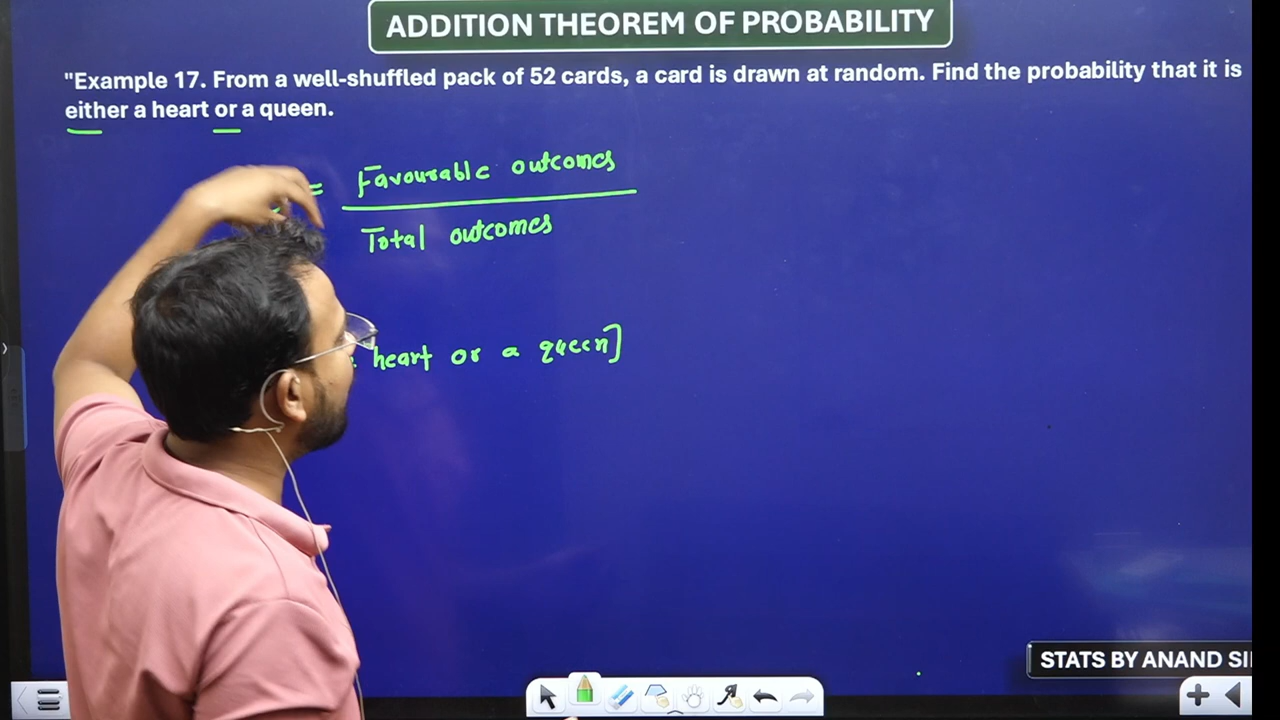 ADDITION THEOREM OF PROBABILITY
"Example 17. From a well-shuffled pack of 52 cards, a card is drawn at random. Find the probability that it is
either a heart or a queen.
= Favourable outcomes
Total outcomes
heart or a queen]
STATS BY ANAND